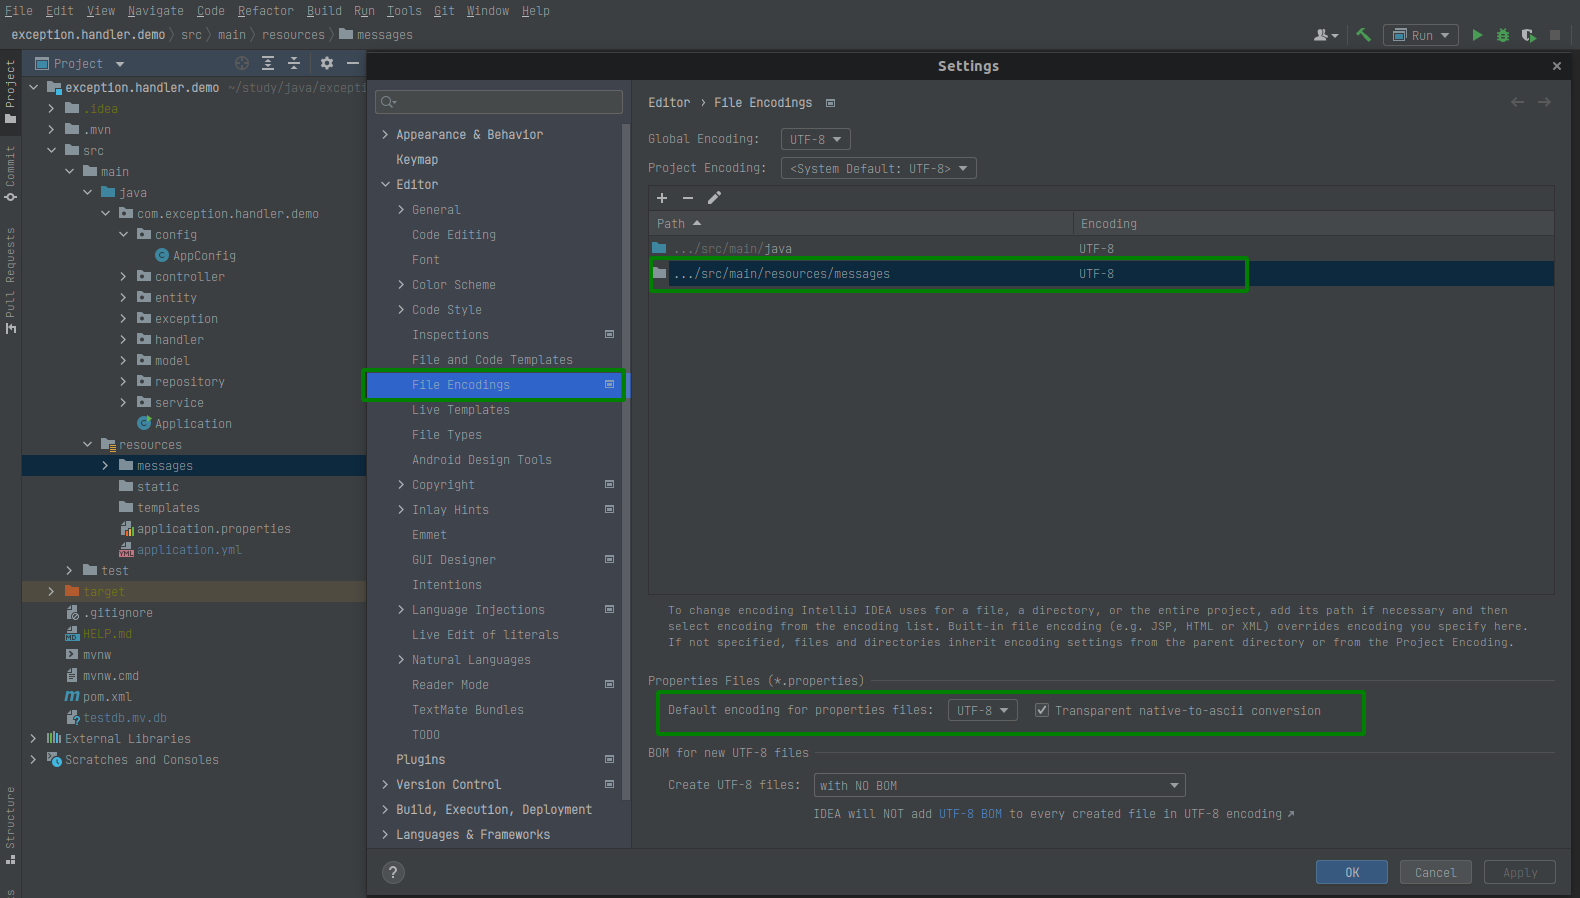 File Edit View Navigate Code Refactor Build Run Tools Git Window Help
exception.handler.demo src main resources messages
Run
Project
Commit
Pull Requests
Structure
Project
exception.handler.demo ~/study/java/excepti
.idea
.mvn
src
main
java
com.exception.handler.demo
config
AppConfig
controller
entity
exception
handler
model
repository
service
Application
resources
messages
static
templates
application.properties
application.yml
test
target
.gitignore
HELP.md
mvnw
mvnw.cmd
pom.xml
testdb.mv.db
External Libraries
Scratches and Consoles
Settings
Appearance & Behavior
Keymap
Editor
General
Code Editing
Font
Color Scheme
Code Style
Inspections
File and Code Templates
File Encodings
Live Templates
File Types
Android Design Tools
Copyright
Inlay Hints
Emmet
GUI Designer
Intentions
Language Injections
Live Edit of literals
Natural Languages
Reader Mode
TextMate Bundles
TODO
Plugins
Version Control
Build, Execution, Deployment
Languages & Frameworks
Editor › File Encodings
Global Encoding: UTF-8
Project Encoding: <System Default: UTF-8>
Path Encoding
.../src/main/java UTF-8
.../src/main/resources/messages UTF-8
To change encoding IntelliJ IDEA uses for a file, a directory, or the entire project, add its path if necessary and then
select encoding from the encoding list. Built-in file encoding (e.g. JSP, HTML or XML) overrides encoding you specify here.
If not specified, files and directories inherit encoding settings from the parent directory or from the Project Encoding.
Properties Files (*.properties)
Default encoding for properties files: UTF-8 Transparent native-to-ascii conversion
BOM for new UTF-8 files
Create UTF-8 files: with NO BOM
IDEA will NOT add UTF-8 BOM to every created file in UTF-8 encoding ↗
? OK Cancel Apply